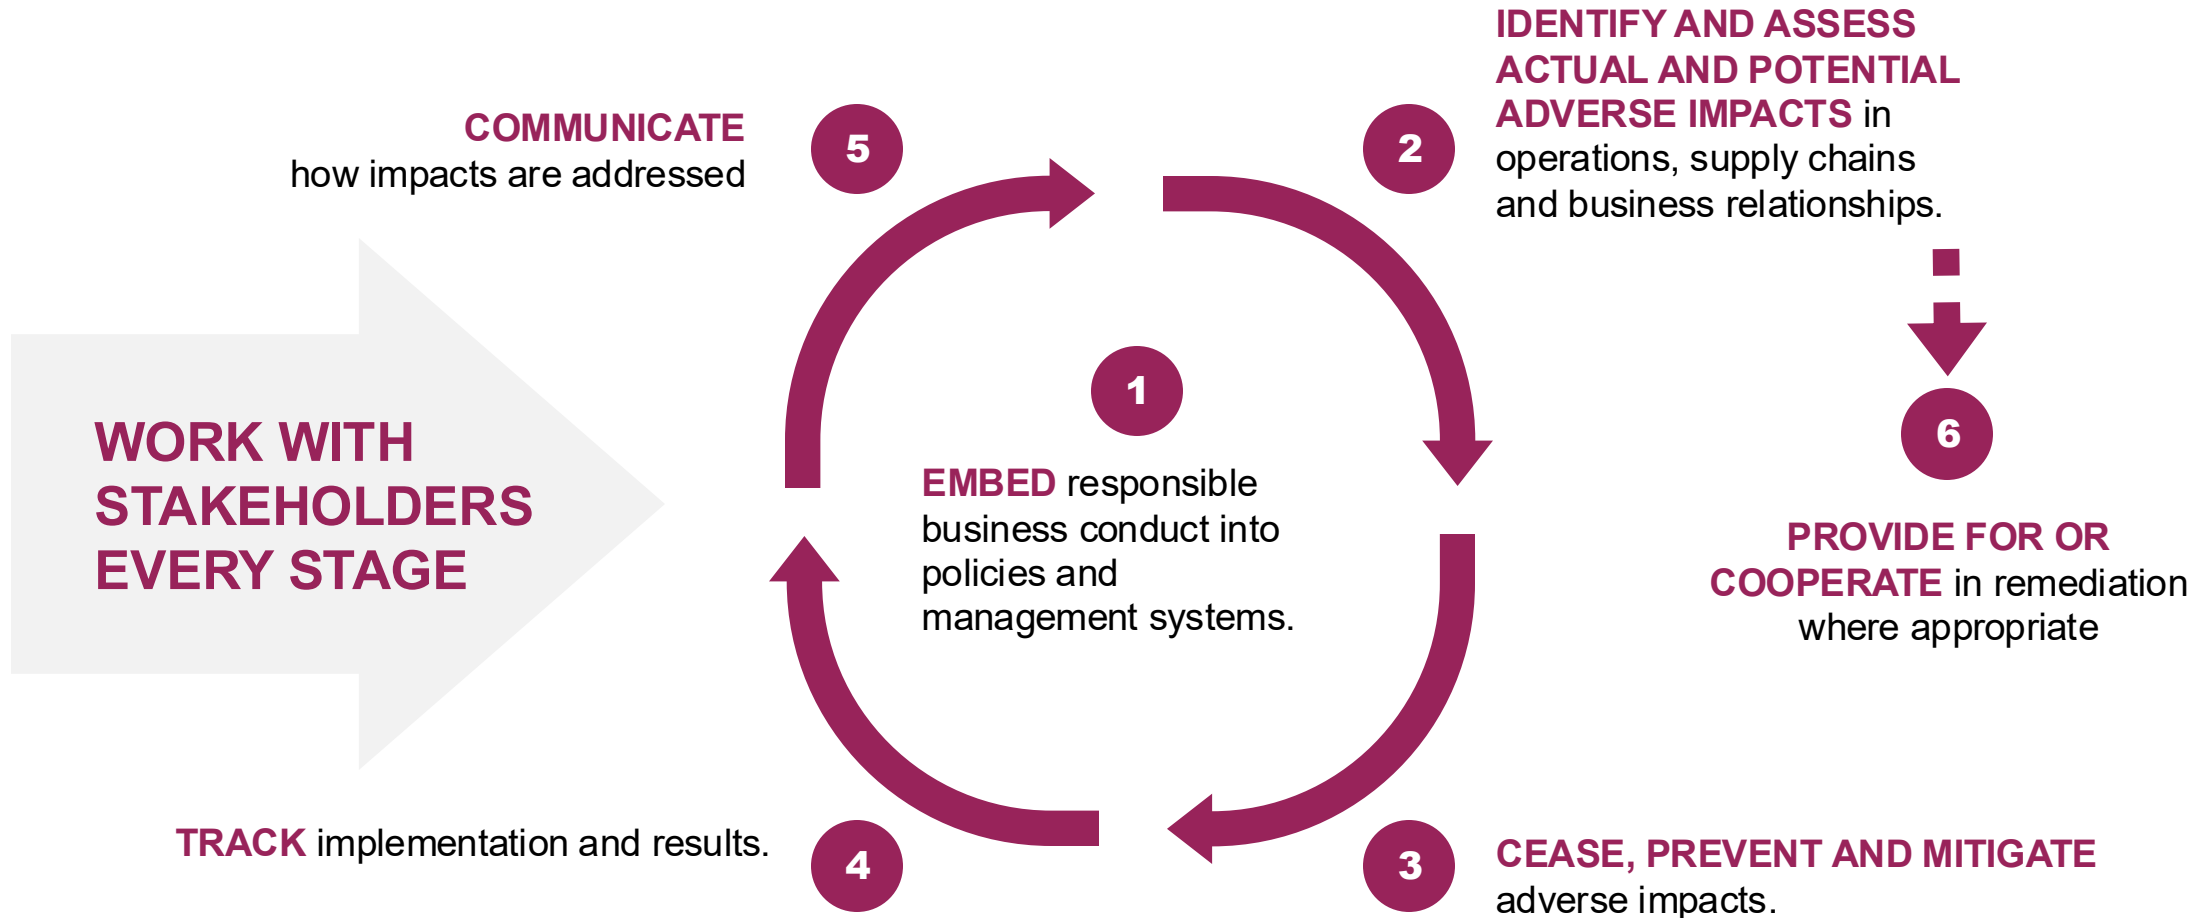 IDENTIFY AND ASSESS
ACTUAL AND POTENTIAL
ADVERSE IMPACTS in
operations, supply chains
and business relationships.
2
COMMUNICATE
how impacts are addressed
5
1
EMBED responsible
business conduct into
policies and
management systems.
WORK WITH
STAKEHOLDERS
EVERY STAGE
6
PROVIDE FOR OR
COOPERATE in remediation
where appropriate
TRACK implementation and results.
4
3
CEASE, PREVENT AND MITIGATE
adverse impacts.